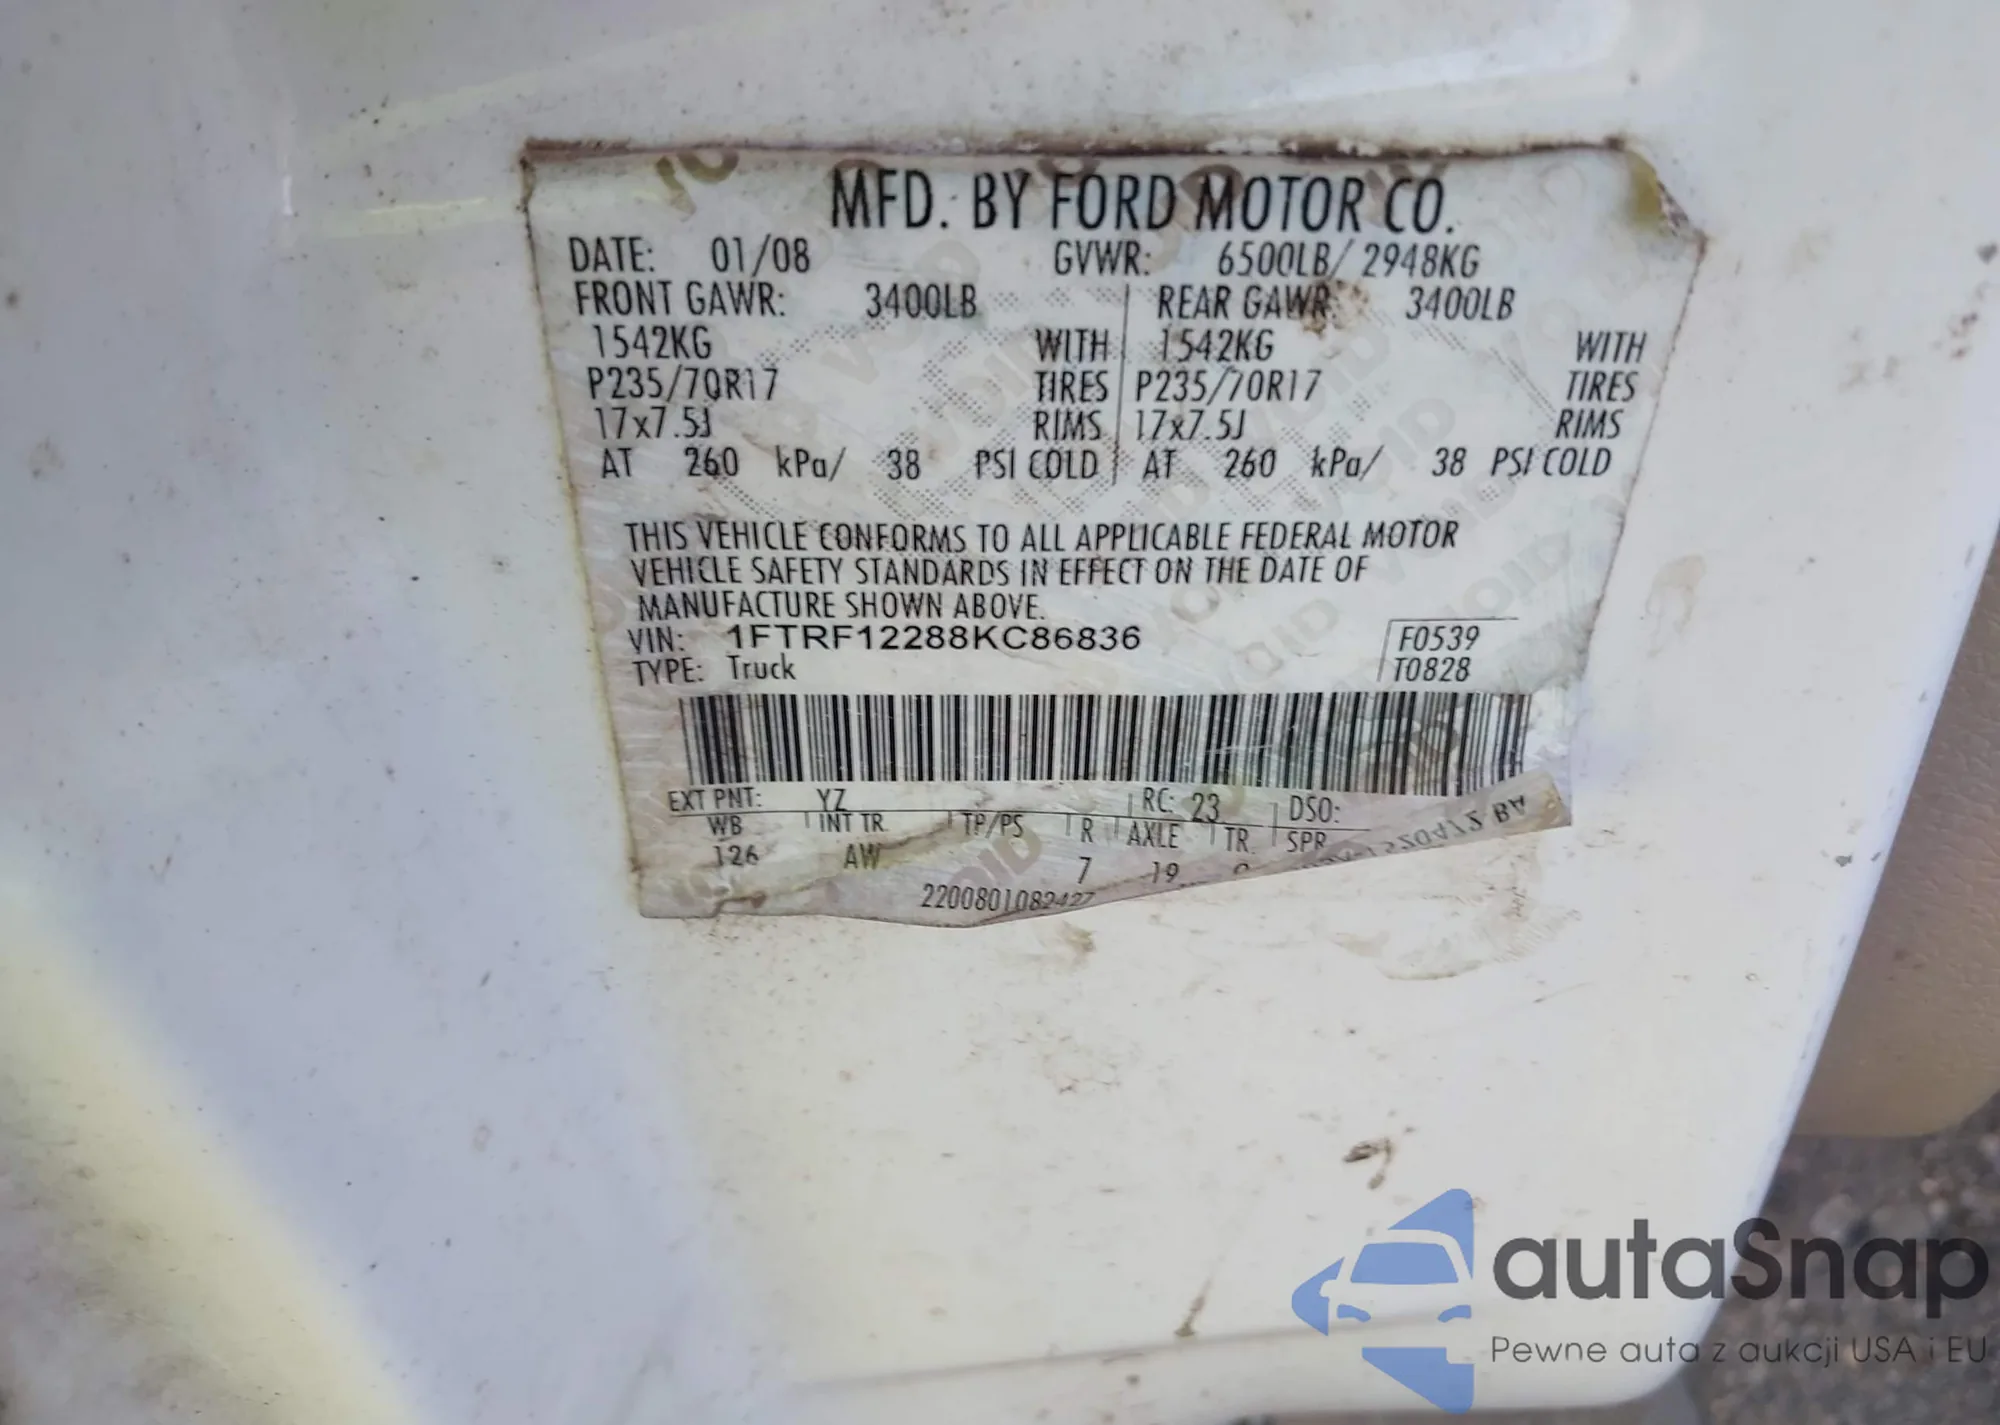 MFD. BY FORD MOTOR CO.
DATE: 01/08 GVWR: 6500LB/ 2948KG
FRONT GAWR: 3400LB REAR GAWR: 3400LB
1542KG WITH 1542KG WITH
P235/70R17 TIRES P235/70R17 TIRES
17x7.5J RIMS 17x7.5J RIMS
AT 260 kPa/ 38 PSI COLD AT 260 kPa/ 38 PSI COLD
THIS VEHICLE CONFORMS TO ALL APPLICABLE FEDERAL MOTOR
VEHICLE SAFETY STANDARDS IN EFFECT ON THE DATE OF
MANUFACTURE SHOWN ABOVE.
VIN: 1FTRF12288KC86836 F0539
TYPE: Truck T0828
EXT PNT: YZ RC: 23 DSO:
WB INT TR TP/PS R AXLE TR SPR
126 AW 7 19
2200801082427
autaSnap
Pewne auta z aukcji USA i EU